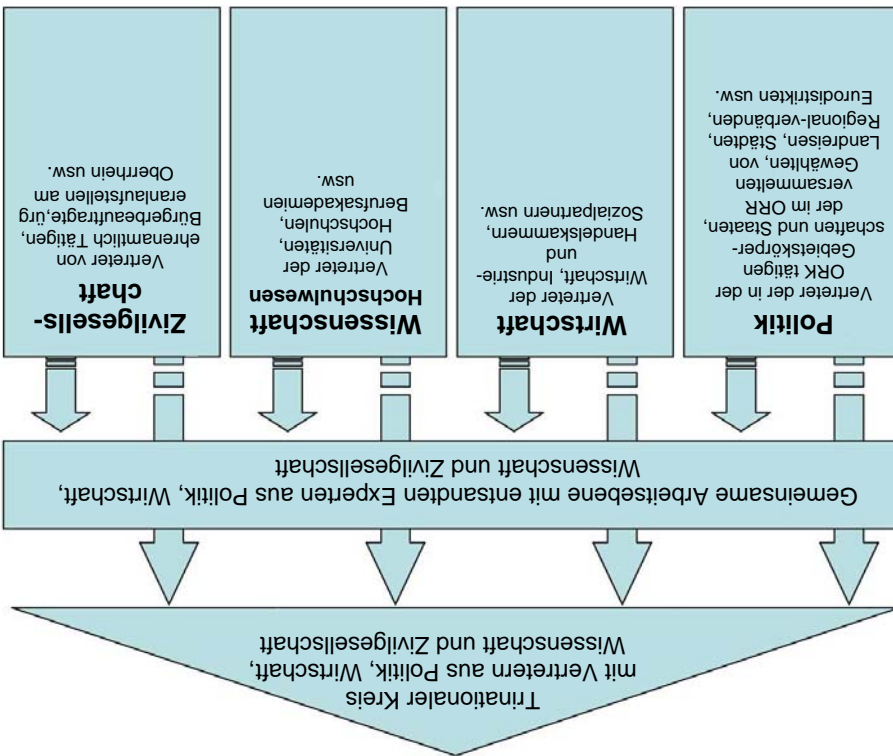 Trinationaler Kreis
mit Vertretern aus Politik, Wirtschaft,
Wissenschaft und Zivilgesellschaft
Gemeinsame Arbeitsebene mit entsandten Experten aus Politik, Wirtschaft,
Wissenschaft und Zivilgesellschaft
Politik
Vertreter der in der
ORK tätigen
Gebietskörper-
schaften und Staaten,
der im ORR
versammelten
Gewählten, von
Landreisen, Städten,
Regional-verbänden,
Eurodistrikten usw.
Wirtschaft
Vertreter der
Wirtschaft, Industrie-
und
Handelskammern,
Sozialpartnern usw.
Wissenschaft
Hochschulwesen
Vertreter der
Universitäten,
Hochschulen,
Berufsakademien
usw.
Zivilgesells-
chaft
Vertreter von
ehrenamtlich Tätigen,
Bürgerbeauftragte,ürg
eranlaufstellen am
Oberrhein usw.